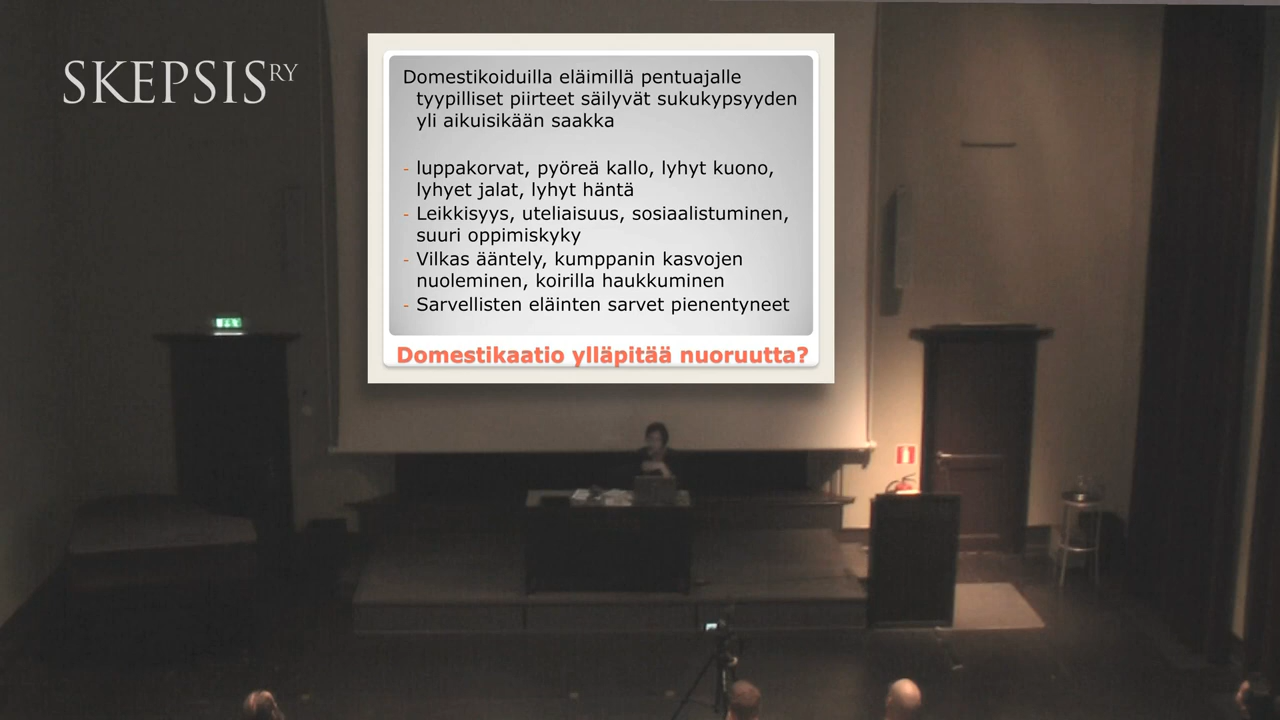 SKEPSIS RY
Domestikoiduilla eläimillä pentuajalle
tyypilliset piirteet säilyvät sukukypsyyden
yli aikuisikään saakka
- luppakorvat, pyöreä kallo, lyhyt kuono,
lyhyet jalat, lyhyt häntä
- Leikkisyys, uteliaisuus, sosiaalistuminen,
suuri oppimiskyky
- Vilkas ääntely, kumppanin kasvojen
nuoleminen, koirilla haukkuminen
- Sarvellisten eläinten sarvet pienentyneet
Domestikaatio ylläpitää nuoruutta?